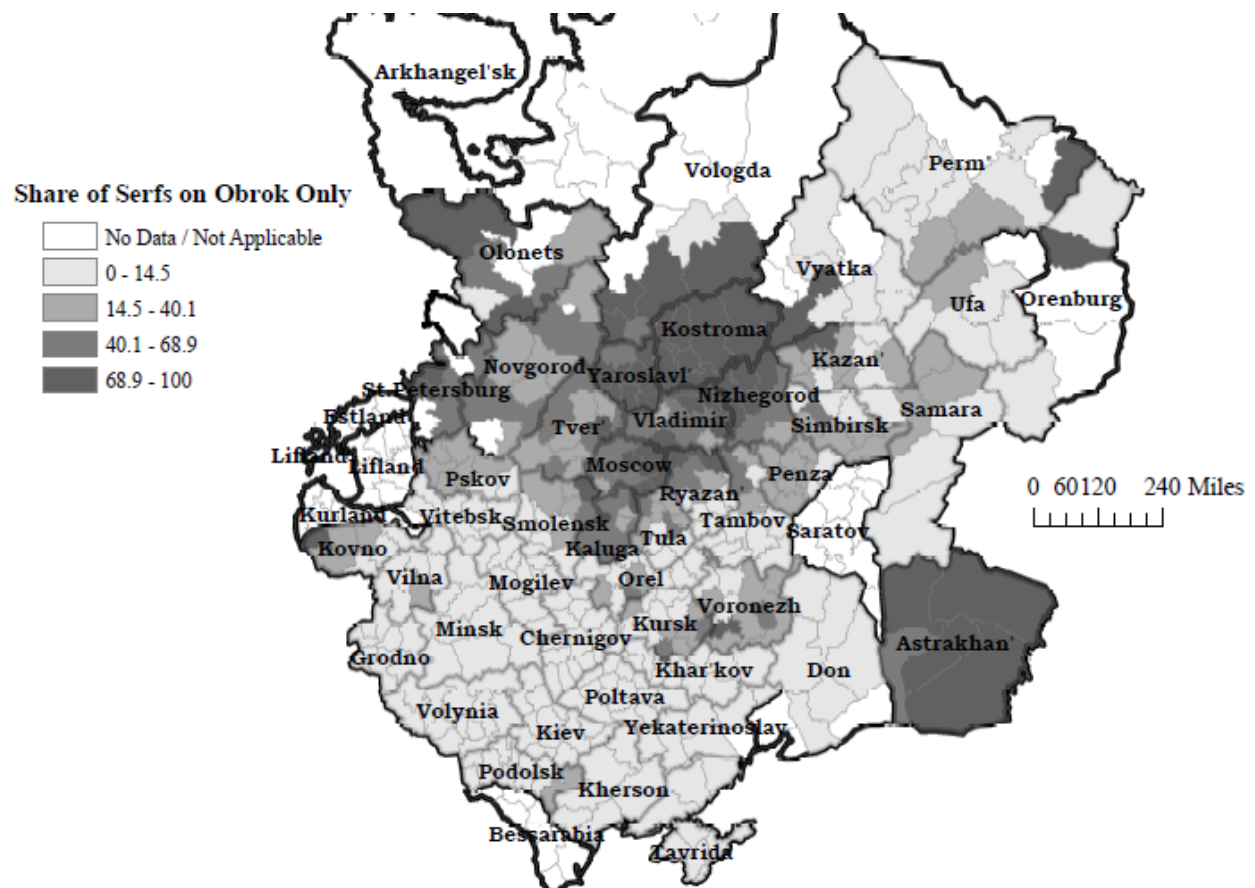 Arkhangel'sk
Vologda
Perm'
Share of Serfs on Obrok Only
No Data / Not Applicable
0 - 14.5
14.5 - 40.1
40.1 - 68.9
68.9 - 100
Olonets
Vyatka
Ufa
Orenburg
Kostroma
Kazan'
Novgorod
Yaroslavl'
St.Petersburg
Nizhegorod
Estland
Vladimir
Samara
Tver'
Simbirsk
Lifland
Lifland
Moscow
Pskov
Penza
Ryazan'
0 60 120 240 Miles
Kurland
Vitebsk
Smolensk
Tambov
Saratov
Kovno
Kaluga
Tula
Vilna
Mogilev
Orel
Voronezh
Minsk
Chernigov
Kursk
Astrakhan'
Grodno
Khar'kov
Don
Volynia
Poltava
Kiev
Yekaterinoslav
Podolsk
Kherson
Bessarabia
Tavrida